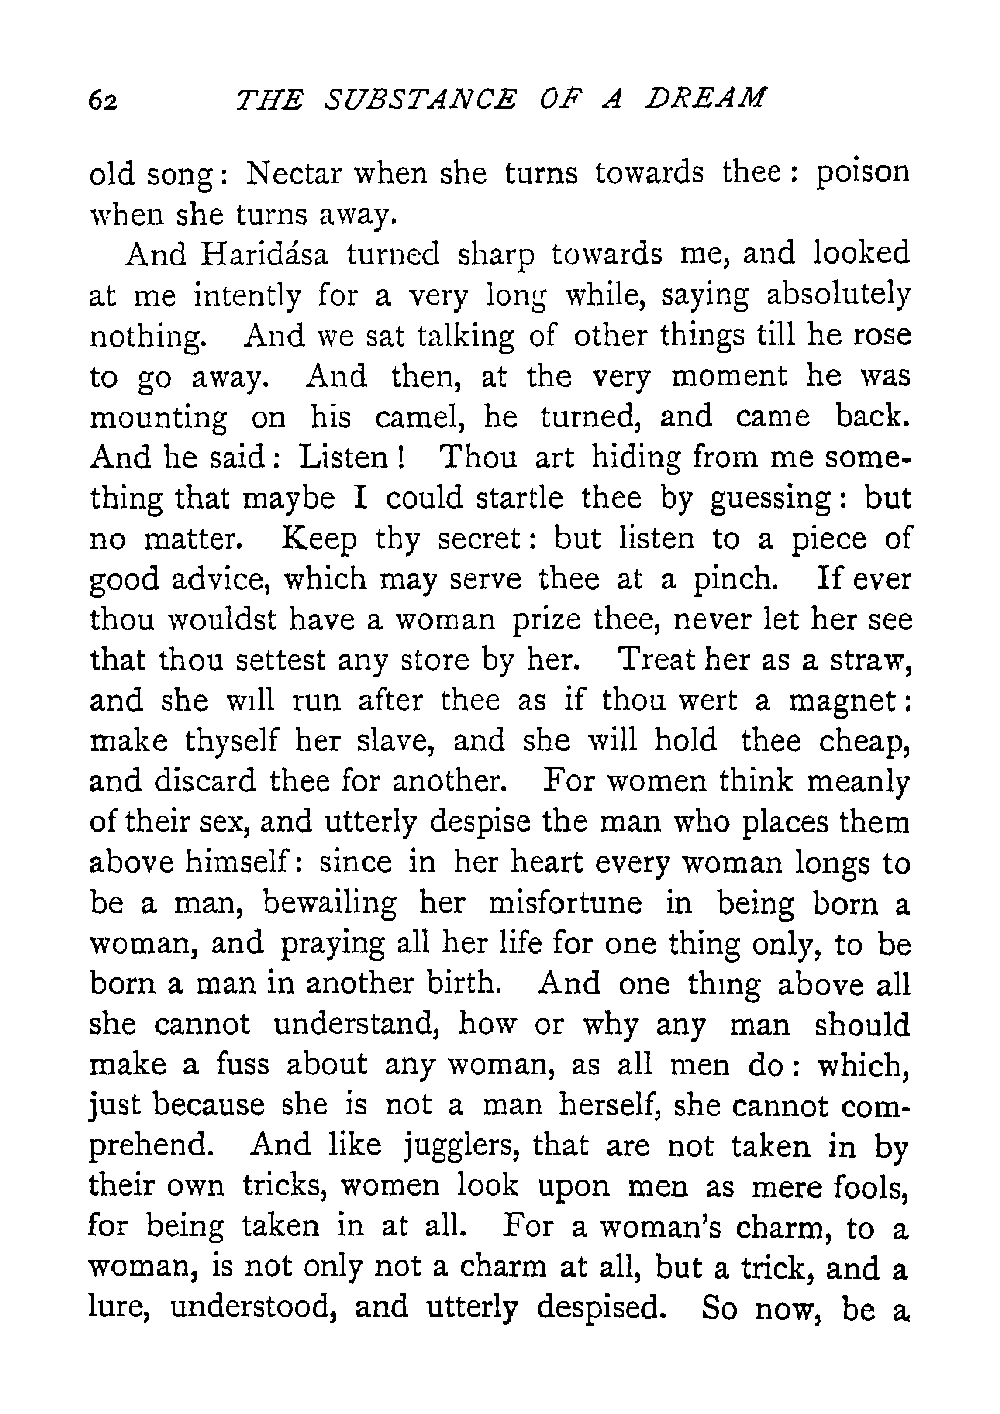 62 THE SUBSTANCE OF A DREAM
old song: Nectar when she turns towards thee: poison
when she turns away.
And Haridása turned sharp towards me, and looked
at me intently for a very long while, saying absolutely
nothing. And we sat talking of other things till he rose
to go away. And then, at the very moment he was
mounting on his camel, he turned, and came back.
And he said: Listen! Thou art hiding from me some-
thing that maybe I could startle thee by guessing: but
no matter. Keep thy secret: but listen to a piece of
good advice, which may serve thee at a pinch. If ever
thou wouldst have a woman prize thee, never let her see
that thou settest any store by her. Treat her as a straw,
and she will run after thee as if thou wert a magnet:
make thyself her slave, and she will hold thee cheap,
and discard thee for another. For women think meanly
of their sex, and utterly despise the man who places them
above himself: since in her heart every woman longs to
be a man, bewailing her misfortune in being born a
woman, and praying all her life for one thing only, to be
born a man in another birth. And one thing above all
she cannot understand, how or why any man should
make a fuss about any woman, as all men do: which,
just because she is not a man herself, she cannot com-
prehend. And like jugglers, that are not taken in by
their own tricks, women look upon men as mere fools,
for being taken in at all. For a woman's charm, to a
woman, is not only not a charm at all, but a trick, and a
lure, understood, and utterly despised. So now, be a